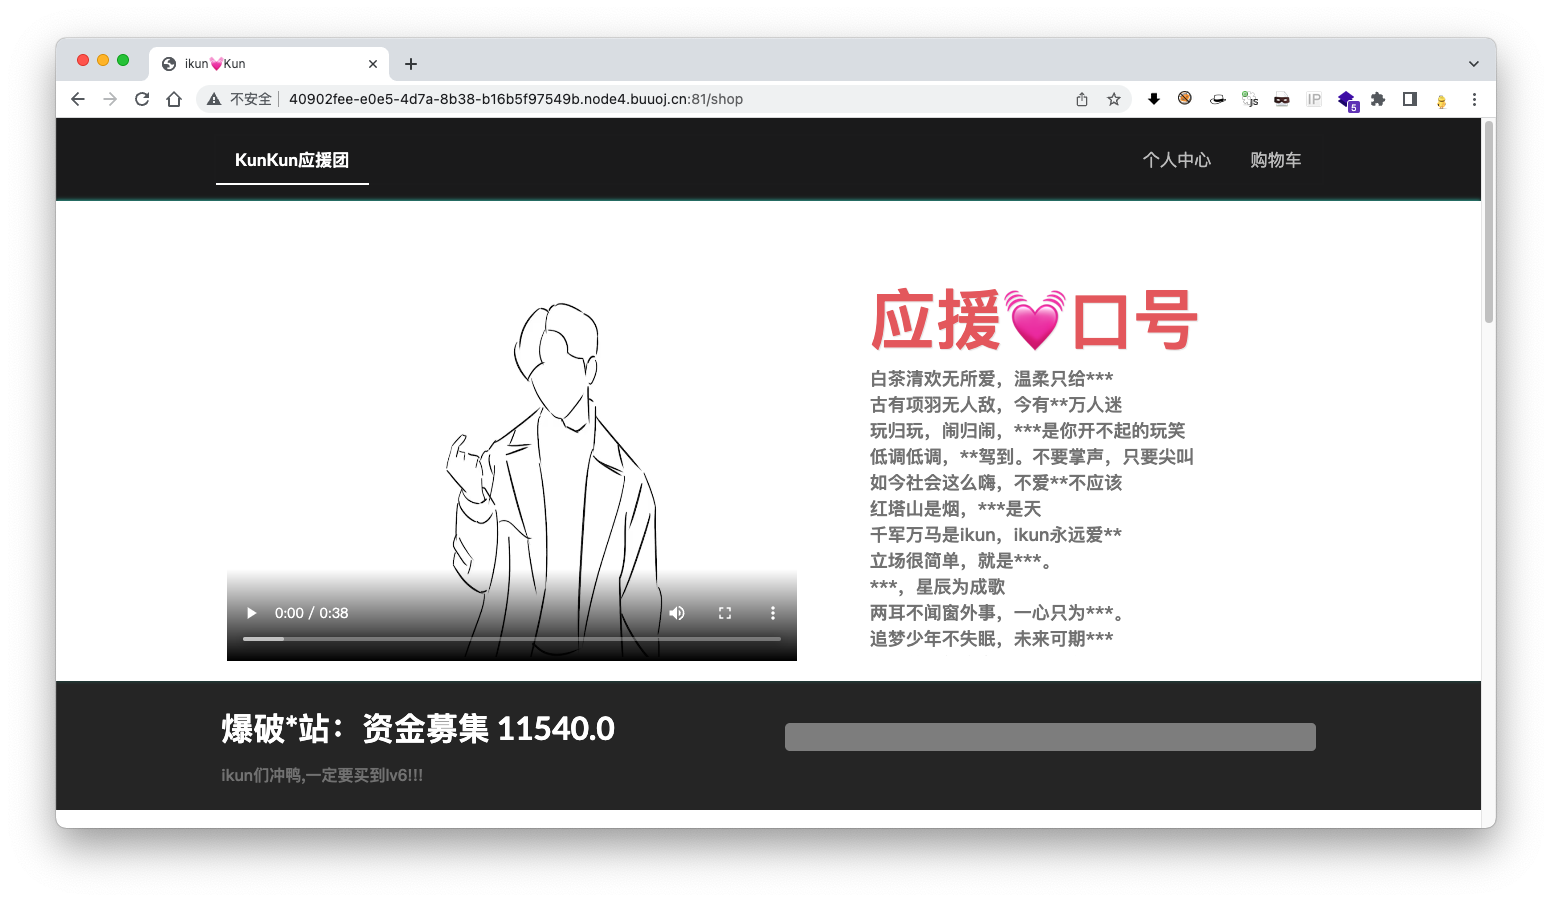 ikun💓Kun
不安全
40902fee-e0e5-4d7a-8b38-b16b5f97549b.node4.buuoj.cn:81/shop
js
IP
5
KunKun应援团
个人中心
购物车
应援💓口号
白茶清欢无所爱，温柔只给***
古有项羽无人敌，今有**万人迷
玩归玩，闹归闹，***是你开不起的玩笑
低调低调，**驾到。不要掌声，只要尖叫
如今社会这么嗨，不爱**不应该
红塔山是烟，***是天
千军万马是ikun，ikun永远爱**
立场很简单，就是***。
***，星辰为成歌
两耳不闻窗外事，一心只为***。
追梦少年不失眠，未来可期***
0:00 / 0:38
爆破*站：资金募集 11540.0
ikun们冲鸭,一定要买到lv6!!!